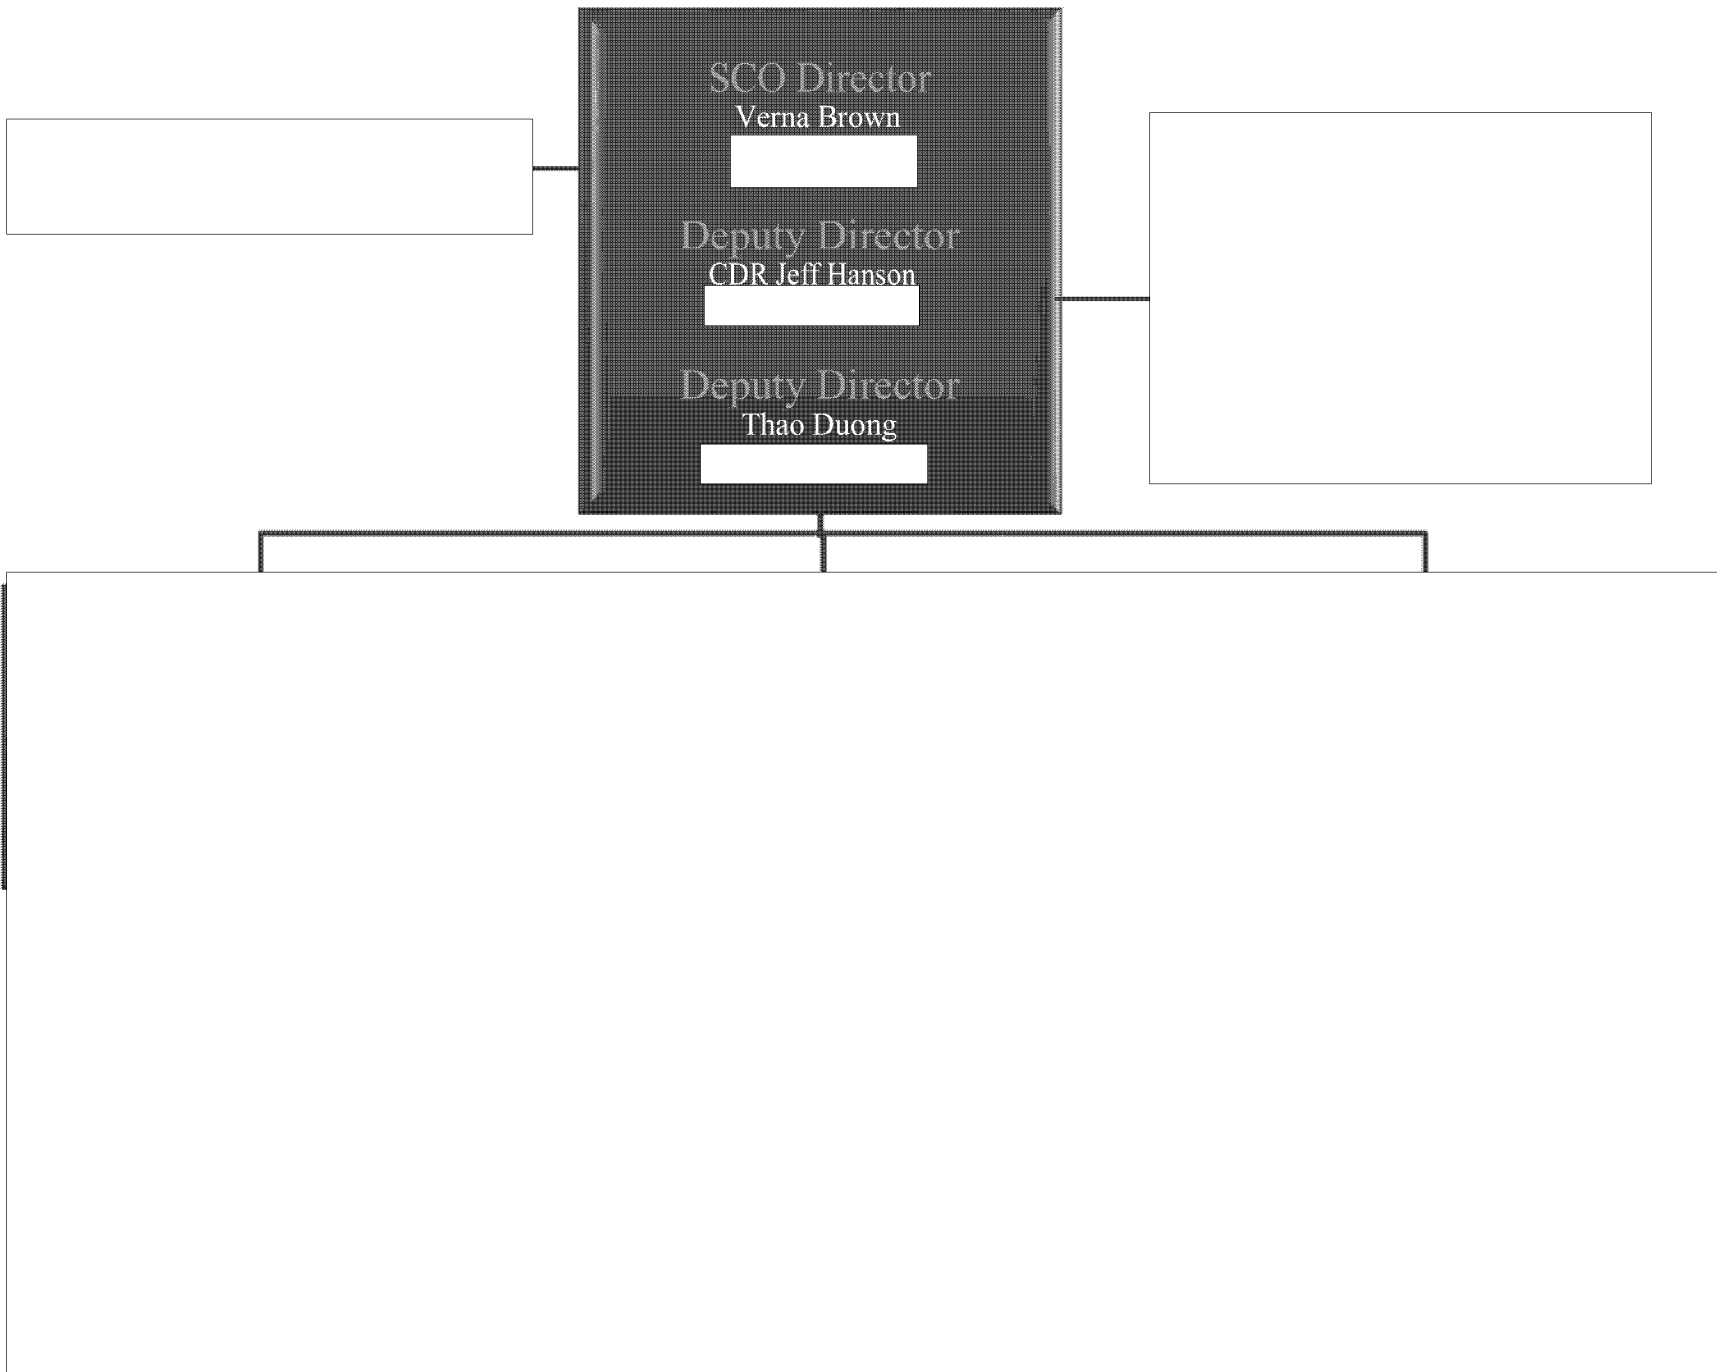 SCO Director
Verna Brown
Deputy Director
CDR Jeff Hanson
Deputy Director
Thao Duong